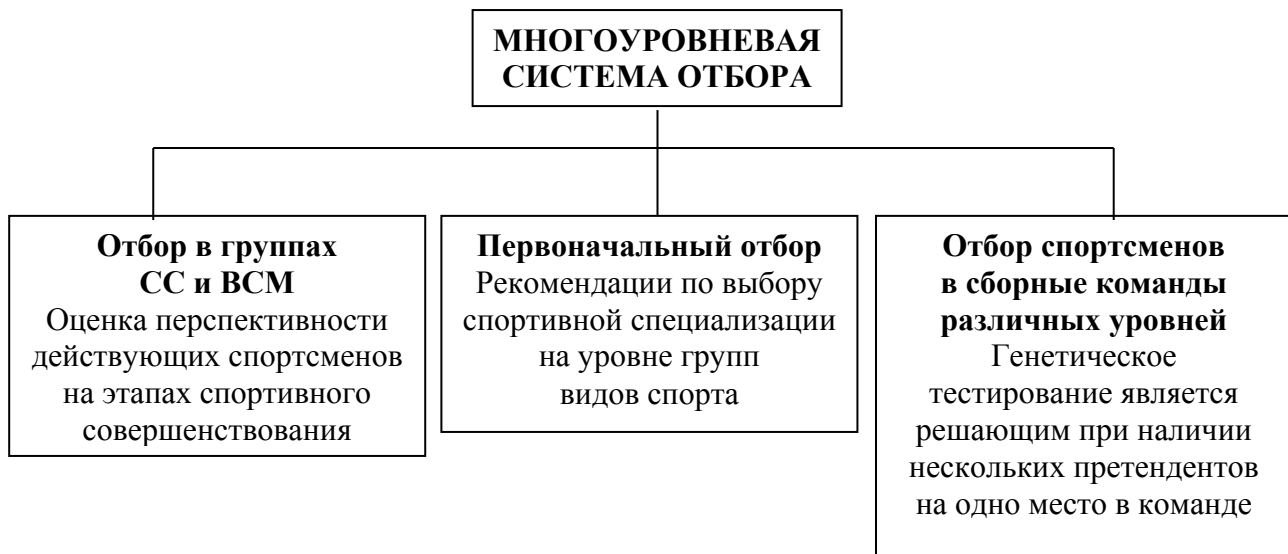 МНОГОУРОВНЕВАЯ
СИСТЕМА ОТБОРА
Отбор в группах
СС и ВСМ
Оценка перспективности
действующих спортсменов
на этапах спортивного
совершенствования
Первоначальный отбор
Рекомендации по выбору
спортивной специализации
на уровне групп
видов спорта
Отбор спортсменов
в сборные команды
различных уровней
Генетическое
тестирование является
решающим при наличии
нескольких претендентов
на одно место в команде